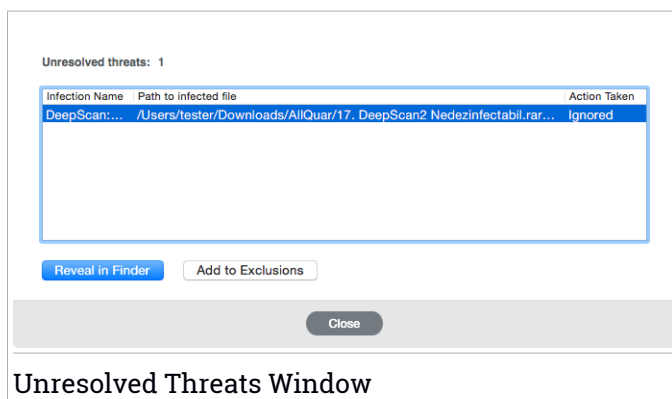 Unresolved threats: 1
Infection Name Path to infected file Action Taken
DeepScan:... /Users/tester/Downloads/AllQuar/17. DeepScan2 Nedezinfectabil.rar... Ignored
Reveal in Finder Add to Exclusions
Close
Unresolved Threats Window